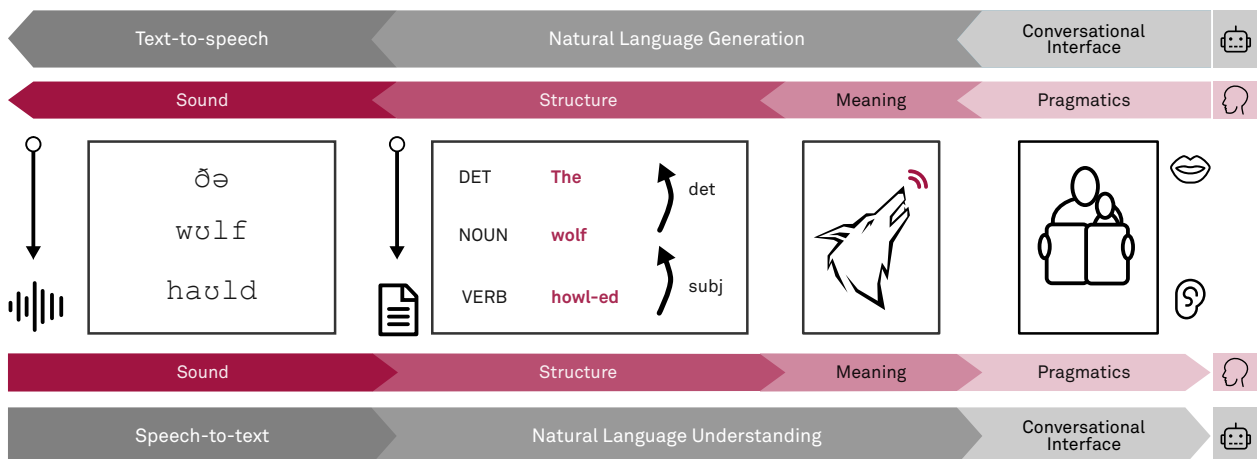 Text-to-speech
Natural Language Generation
Conversational
Interface
Sound
Structure
Meaning
Pragmatics
ðə
wʊlf
haʊld
DET The det
NOUN wolf
VERB howl-ed subj
Sound
Structure
Meaning
Pragmatics
Speech-to-text
Natural Language Understanding
Conversational
Interface